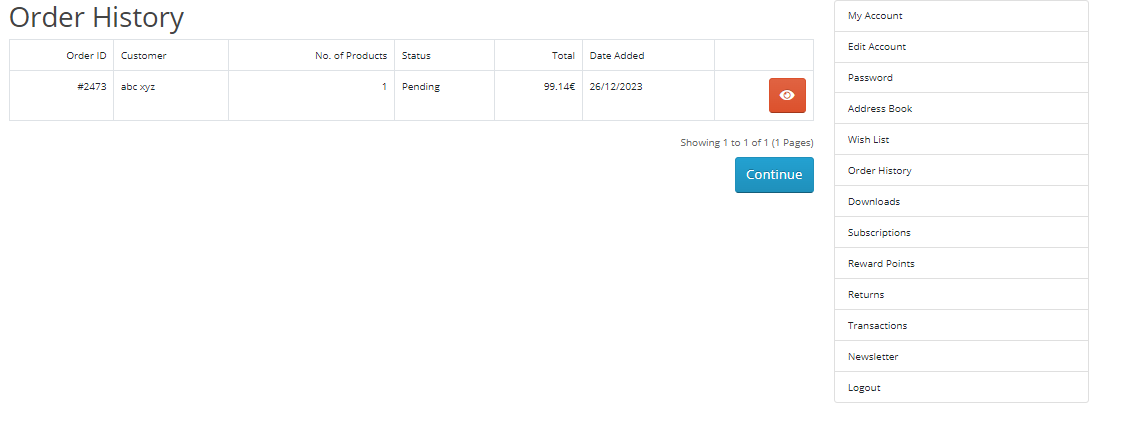 Order History
Order ID Customer No. of Products Status Total Date Added
#2473 abc xyz 1 Pending 99.14€ 26/12/2023
Showing 1 to 1 of 1 (1 Pages)
Continue
My Account
Edit Account
Password
Address Book
Wish List
Order History
Downloads
Subscriptions
Reward Points
Returns
Transactions
Newsletter
Logout